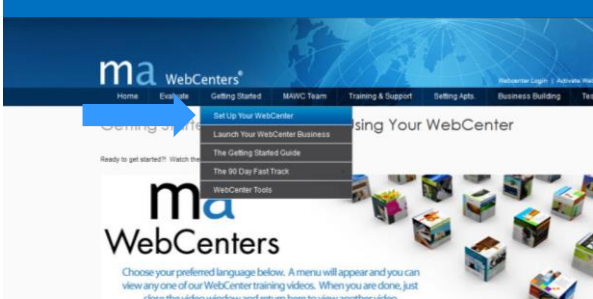 ma WebCenters®
Webcenter Login | Activate
Home Evaluate Getting Started MAWC Team Training & Support Setting Apts. Business Building
Set Up Your WebCenter
Getting Using Your WebCenter
Launch Your WebCenter Business
Ready to get started?: Watch the
The Getting Started Guide
The 90 Day Fast Track
WebCenter Tools
ma
WebCenters
Choose your preferred language below. A menu will appear and you can
view any one of our WebCenter training videos. When you are done, just
close the video window and return here to view another video.